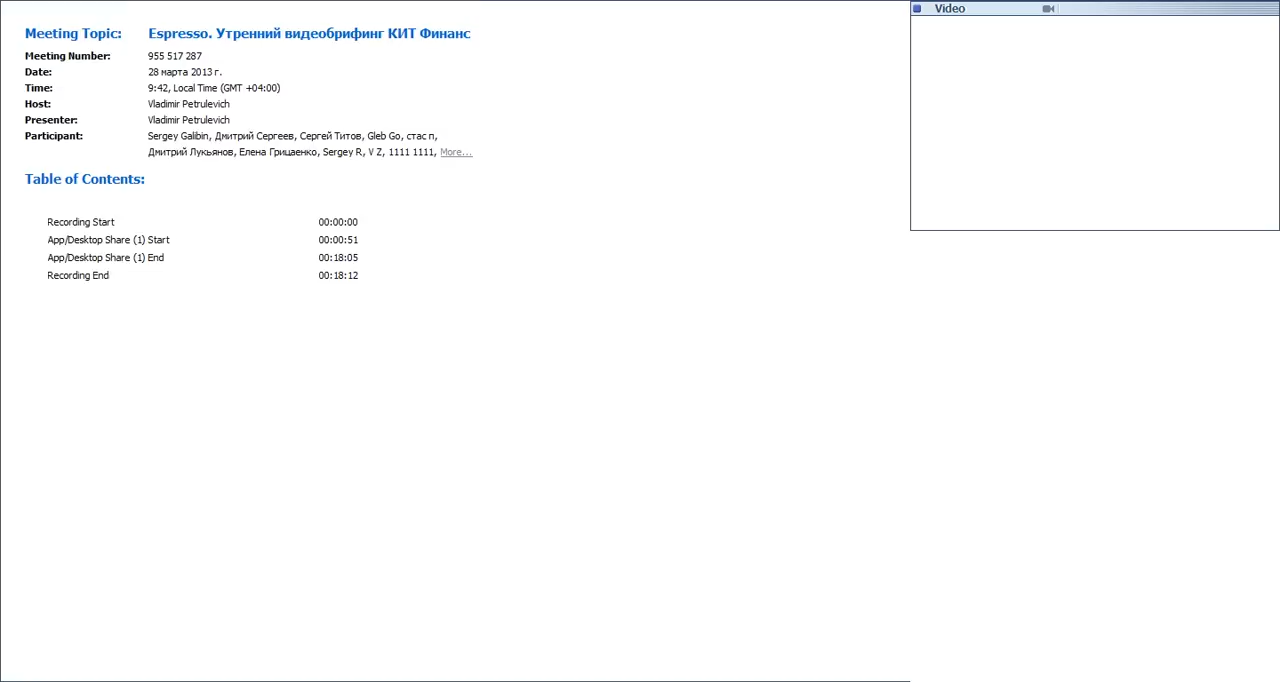 Meeting Topic: Espresso. Утренний видеобрифинг КИТ Финанс
Meeting Number: 955 517 287
Date: 28 марта 2013 г.
Time: 9:42, Local Time (GMT +04:00)
Host: Vladimir Petrulevich
Presenter: Vladimir Petrulevich
Participant: Sergey Galibin, Дмитрий Сергеев, Сергей Титов, Gleb Go, стас п,
Дмитрий Лукьянов, Елена Грицаенко, Sergey R, V Z, 1111 1111, More...
Table of Contents:
Recording Start 00:00:00
App/Desktop Share (1) Start 00:00:51
App/Desktop Share (1) End 00:18:05
Recording End 00:18:12
Video